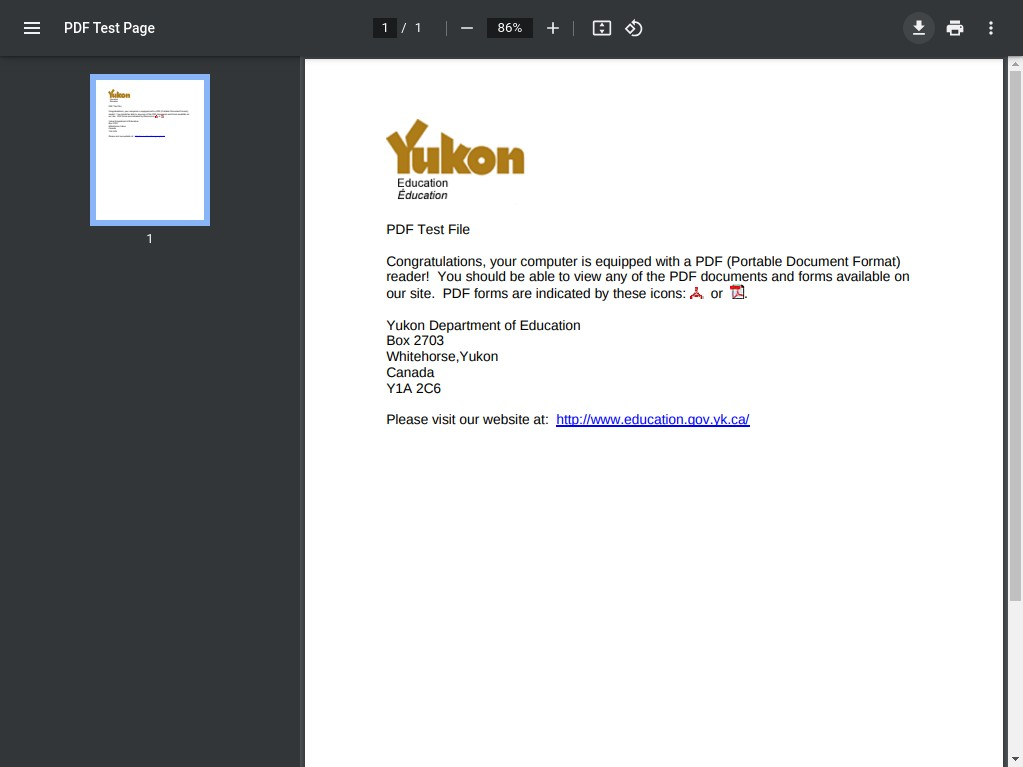 PDF Test Page
1 / 1
86%
1
Yukon
Education
Éducation
PDF Test File
Congratulations, your computer is equipped with a PDF (Portable Document Format)
reader! You should be able to view any of the PDF documents and forms available on
our site. PDF forms are indicated by these icons: or .
Yukon Department of Education
Box 2703
Whitehorse,Yukon
Canada
Y1A 2C6
Please visit our website at: http://www.education.gov.yk.ca/